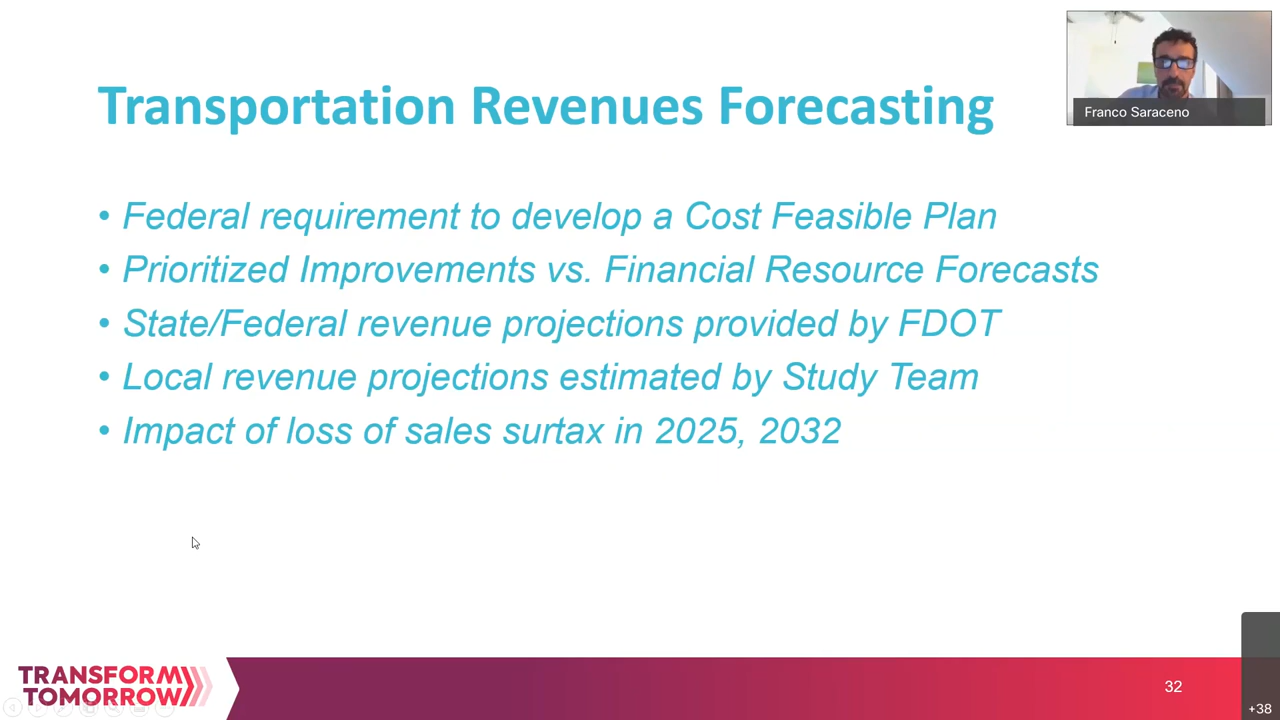 Transportation Revenues Forecasting
Franco Saraceno
• Federal requirement to develop a Cost Feasible Plan
• Prioritized Improvements vs. Financial Resource Forecasts
• State/Federal revenue projections provided by FDOT
• Local revenue projections estimated by Study Team
• Impact of loss of sales surtax in 2025, 2032
TRANSFORM
TOMORROW
32
+38